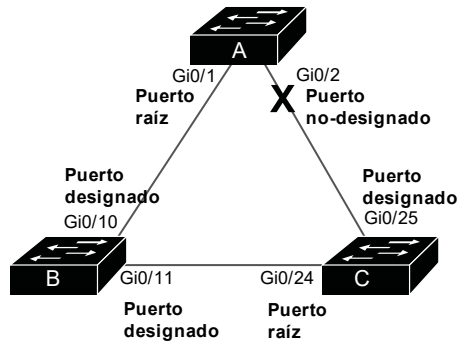 A
Gi0/1
Gi0/2
Puerto
raíz
X
Puerto
no-designado
Puerto
designado
Gi0/10
Puerto
designado
Gi0/25
B
Gi0/11
Gi0/24
C
Puerto
designado
Puerto
raíz